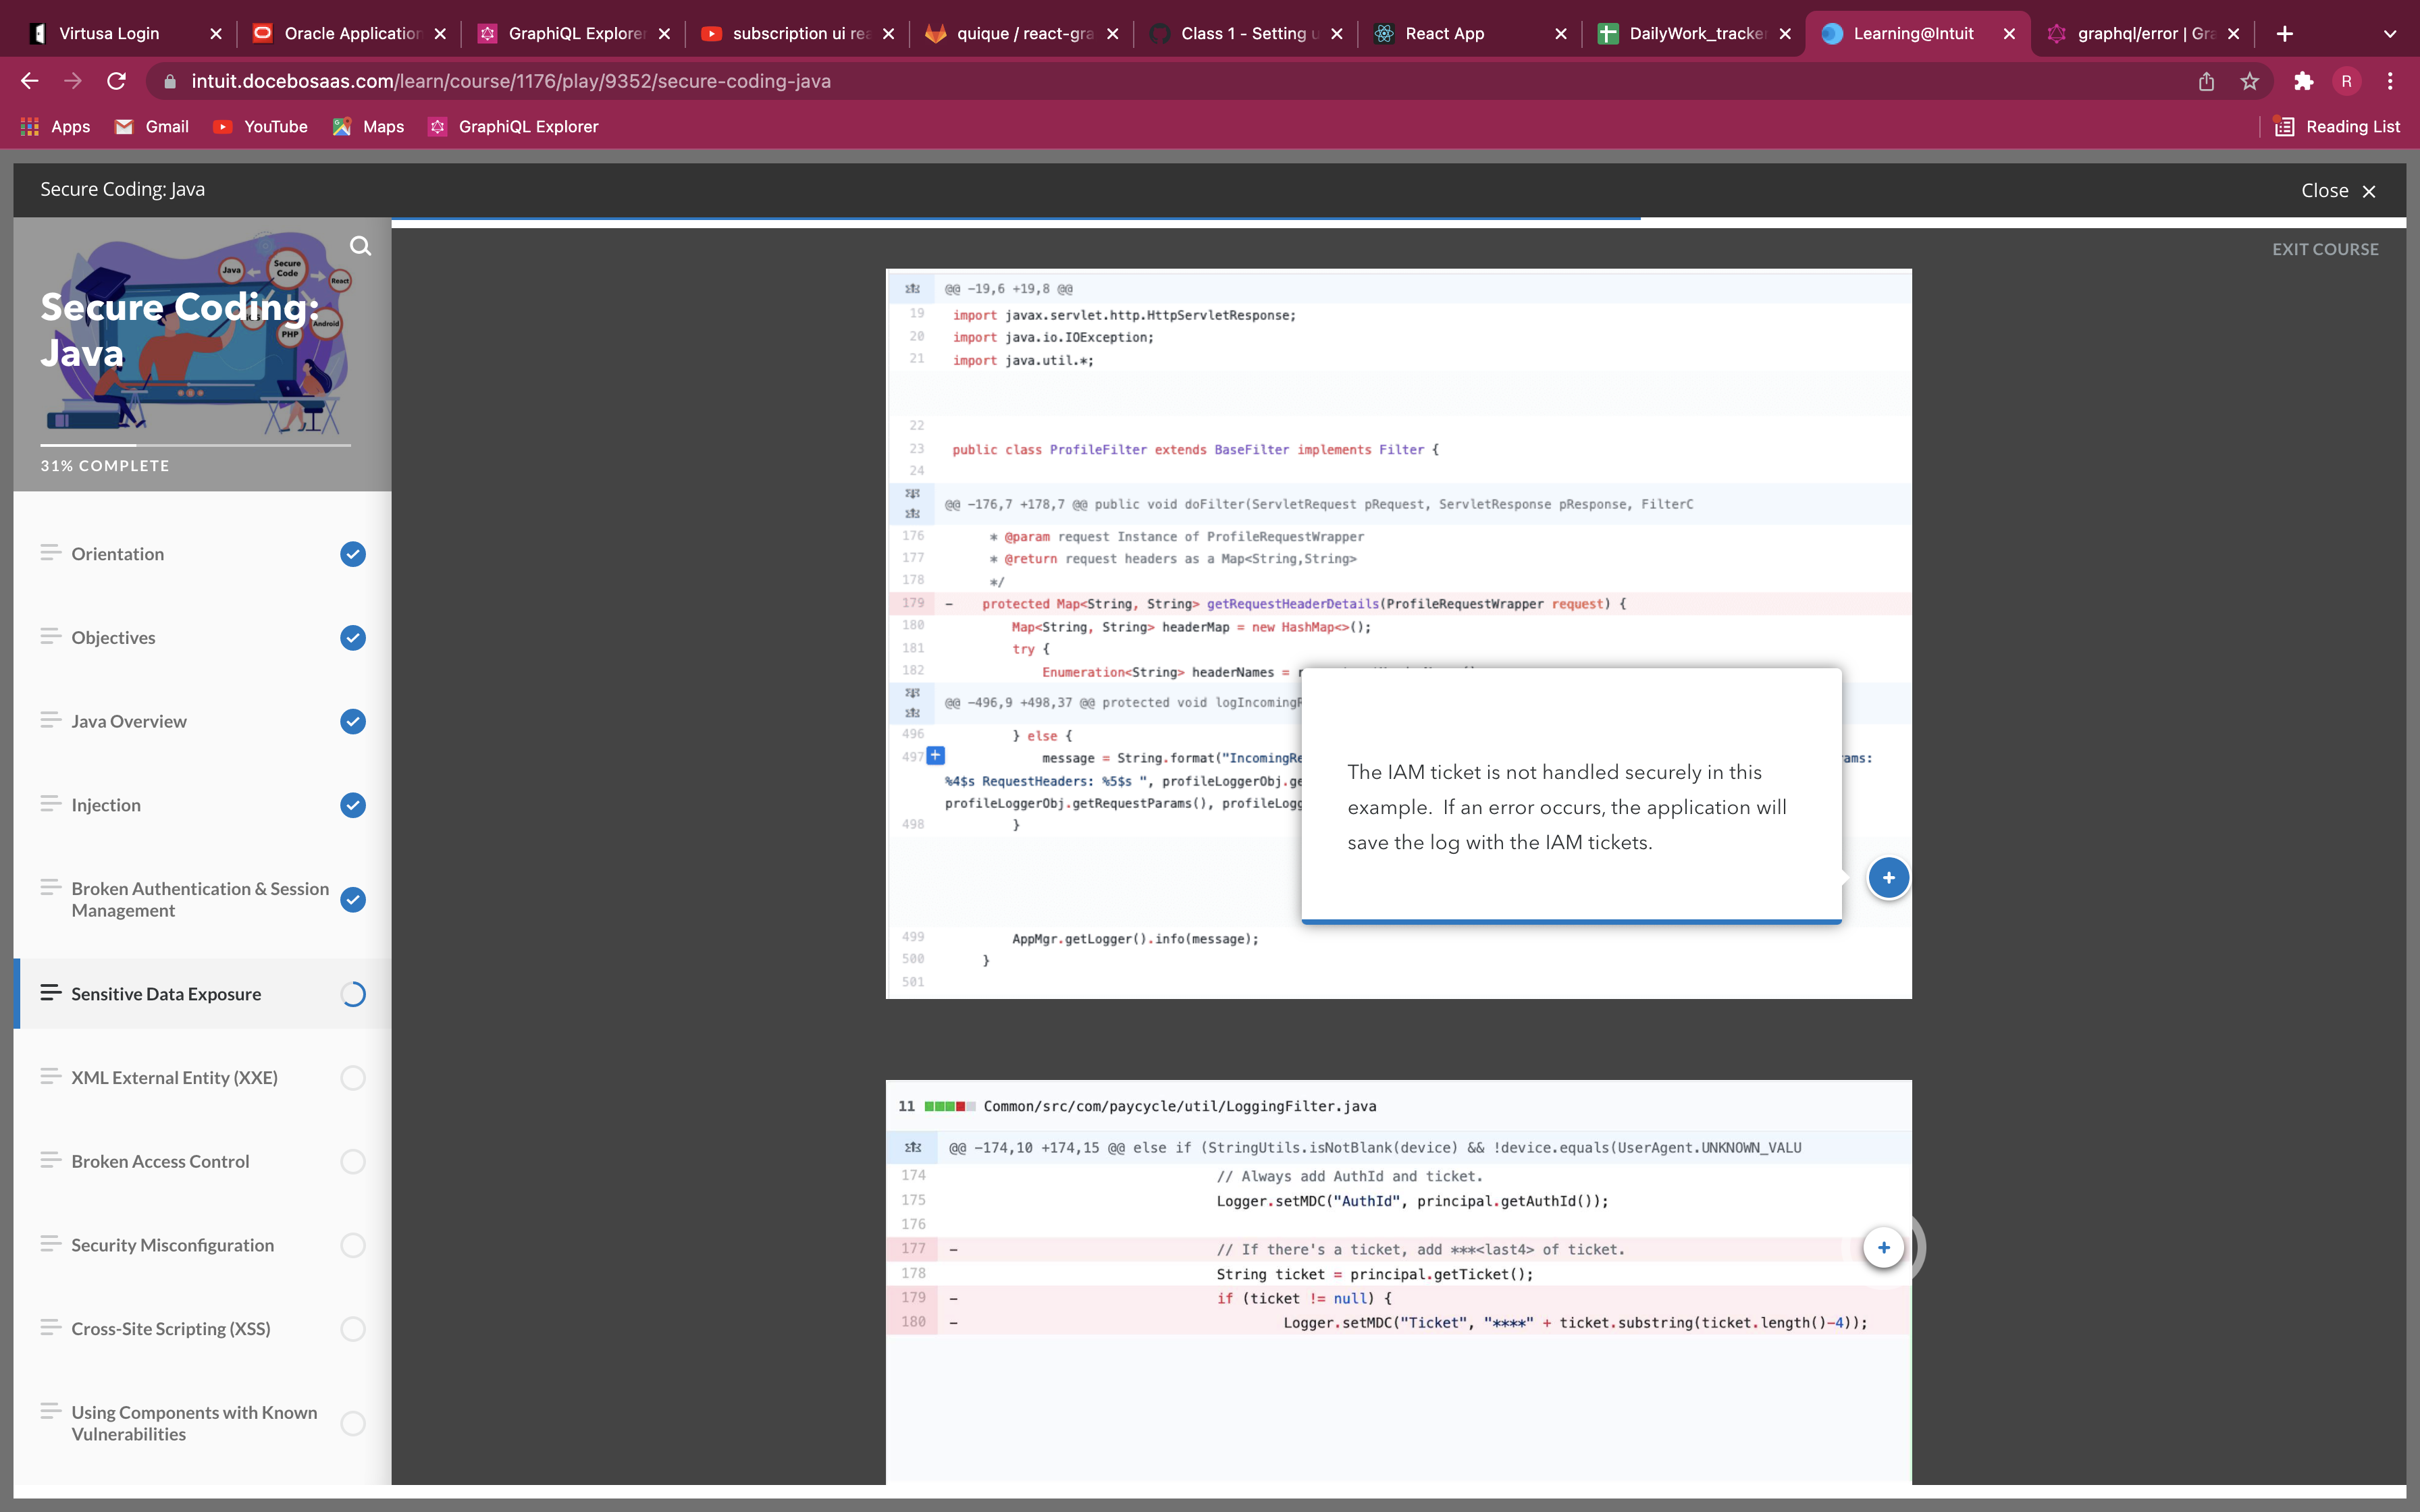 Virtusa Login
Oracle Application
GraphiQL Explorer
subscription ui rea
quique / react-gra
Class 1 - Setting u
React App
DailyWork_tracker
Learning@Intuit
graphql/error | Gra
intuit.docebosaas.com/learn/course/1176/play/9352/secure-coding-java
R
Apps
Gmail
YouTube
Maps
GraphiQL Explorer
Reading List
Secure Coding: Java
Close
EXIT COURSE
Java
Secure
Code
React
Android
PHP
Secure Coding:
Java
31% COMPLETE
Orientation
Objectives
Java Overview
Injection
Broken Authentication & Session
Management
Sensitive Data Exposure
XML External Entity (XXE)
Broken Access Control
Security Misconfiguration
Cross-Site Scripting (XSS)
Using Components with Known
Vulnerabilities
@@ -19,6 +19,8 @@
19 import javax.servlet.http.HttpServletResponse;
20 import java.io.IOException;
21 import java.util.*;
22
23 public class ProfileFilter extends BaseFilter implements Filter {
24
@@ -176,7 +178,7 @@ public void doFilter(ServletRequest pRequest, ServletResponse pResponse, FilterC
176 * @param request Instance of ProfileRequestWrapper
177 * @return request headers as a Map<String,String>
178 */
179 - protected Map<String, String> getRequestHeaderDetails(ProfileRequestWrapper request) {
180 Map<String, String> headerMap = new HashMap<>();
181 try {
182 Enumeration<String> headerNames =
@@ -496,9 +498,37 @@ protected void logIncomingR
496 } else {
497 message = String.format("IncomingRe ams:
%4$s RequestHeaders: %5$s ", profileLoggerObj.ge
profileLoggerObj.getRequestParams(), profileLogg
498 }
The IAM ticket is not handled securely in this
example. If an error occurs, the application will
save the log with the IAM tickets.
499 AppMgr.getLogger().info(message);
500 }
501
11 Common/src/com/paycycle/util/LoggingFilter.java
@@ -174,10 +174,15 @@ else if (StringUtils.isNotBlank(device) && !device.equals(UserAgent.UNKNOWN_VALU
174 // Always add AuthId and ticket.
175 Logger.setMDC("AuthId", principal.getAuthId());
176
177 - // If there's a ticket, add ***<last4> of ticket.
178 String ticket = principal.getTicket();
179 - if (ticket != null) {
180 - Logger.setMDC("Ticket", "****" + ticket.substring(ticket.length()-4));